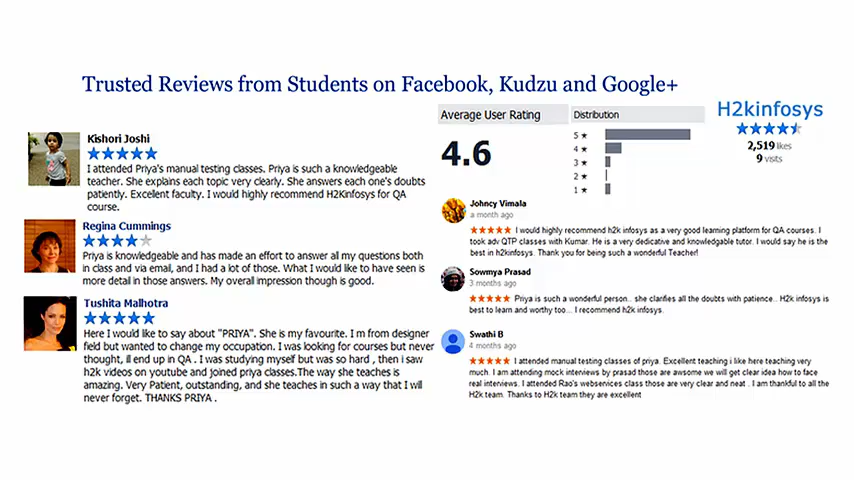 Trusted Reviews from Students on Facebook, Kudzu and Google+
Kishori Joshi
I attended Priya's manual testing classes. Priya is such a knowledgeable
teacher. She explains each topic very clearly. She answers each one's doubts
patiently. Excellent faculty. I would highly recommend H2Kinfosys for QA
course.
Regina Cummings
Priya is knowledgeable and has made an effort to answer all my questions both
in class and via email, and I had a lot of those. What I would like to have seen is
more detail in those answers. My overall impression though is good.
Tushita Malhotra
Here I would like to say about "PRIYA". She is my favourite. I m from designer
field but wanted to change my occupation. I was looking for courses but never
thought, ill end up in QA . I was studying myself but was so hard , then i saw
h2k videos on youtube and joined priya classes.The way she teaches is
amazing. Very Patient, outstanding, and she teaches in such a way that I will
never forget. THANKS PRIYA .
Average User Rating
4.6
Distribution
5 ★
4 ★
3 ★
2 ★
1 ★
H2kinfosys
2,519 likes
9 visits
Johncy Vimala
a month ago
★★★★★ I would highly recommend h2k infosys as a very good learning platform for QA courses. I
took adv QTP classes with Kumar. He is a very dedicative and knowledgable tutor. I would say he is the
best in h2kinfosys. Thank you for being such a wonderful Teacher!
Sowmya Prasad
3 months ago
★★★★★ Priya is such a wonderful person.. she clarifies all the doubts with patience.. H2k infosys is
best to learn and worthy too... I recommend h2k infosys.
Swathi B
4 months ago
★★★★★ I attended manual testing classes of priya. Excellent teaching i like here teaching very
much. I am attending mock interviews by prasad those are awsome we will get clear idea how to face
real interviews. I attended Rao's webservices class those are very clear and neat . I am thankful to all the
H2k team. Thanks to H2k team they are excellent